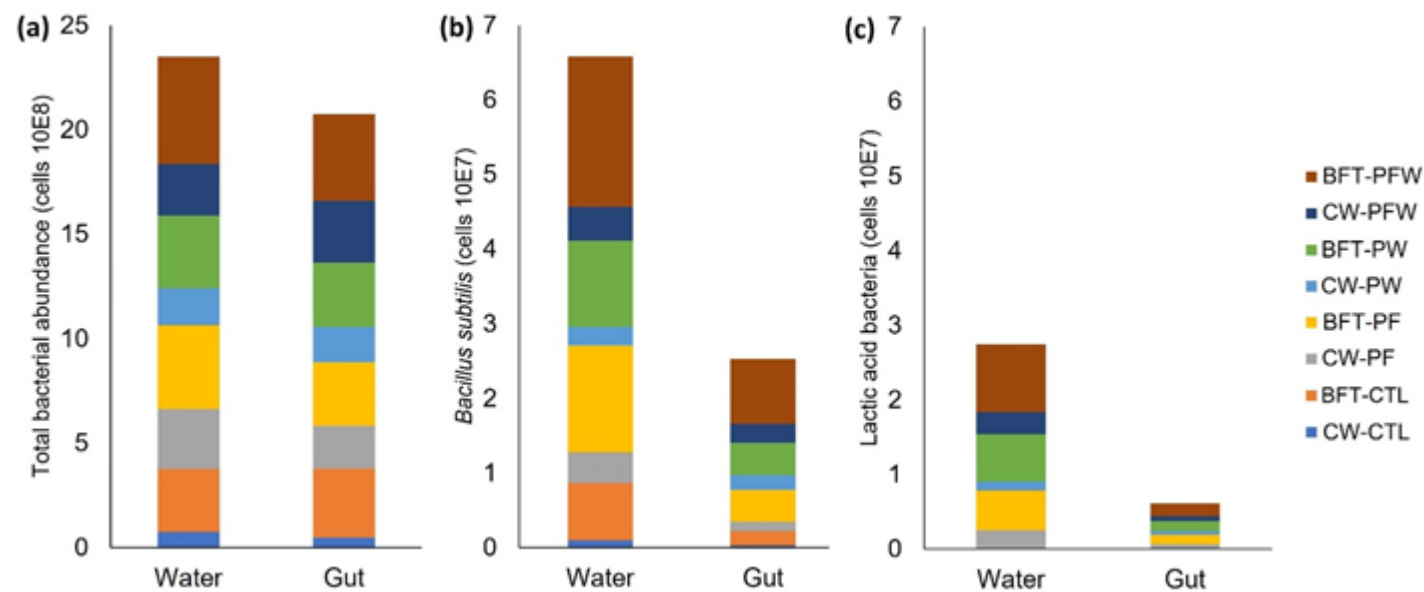 (a)
Total bacterial abundance (cells 10E8)
25
20
15
10
5
0
Water Gut
(b)
Bacillus subtilis (cells 10E7)
7
6
5
4
3
2
1
0
Water Gut
(c)
Lactic acid bacteria (cells 10E7)
7
6
5
4
3
2
1
0
Water Gut
BFT-PFW
CW-PFW
BFT-PW
CW-PW
BFT-PF
CW-PF
BFT-CTL
CW-CTL